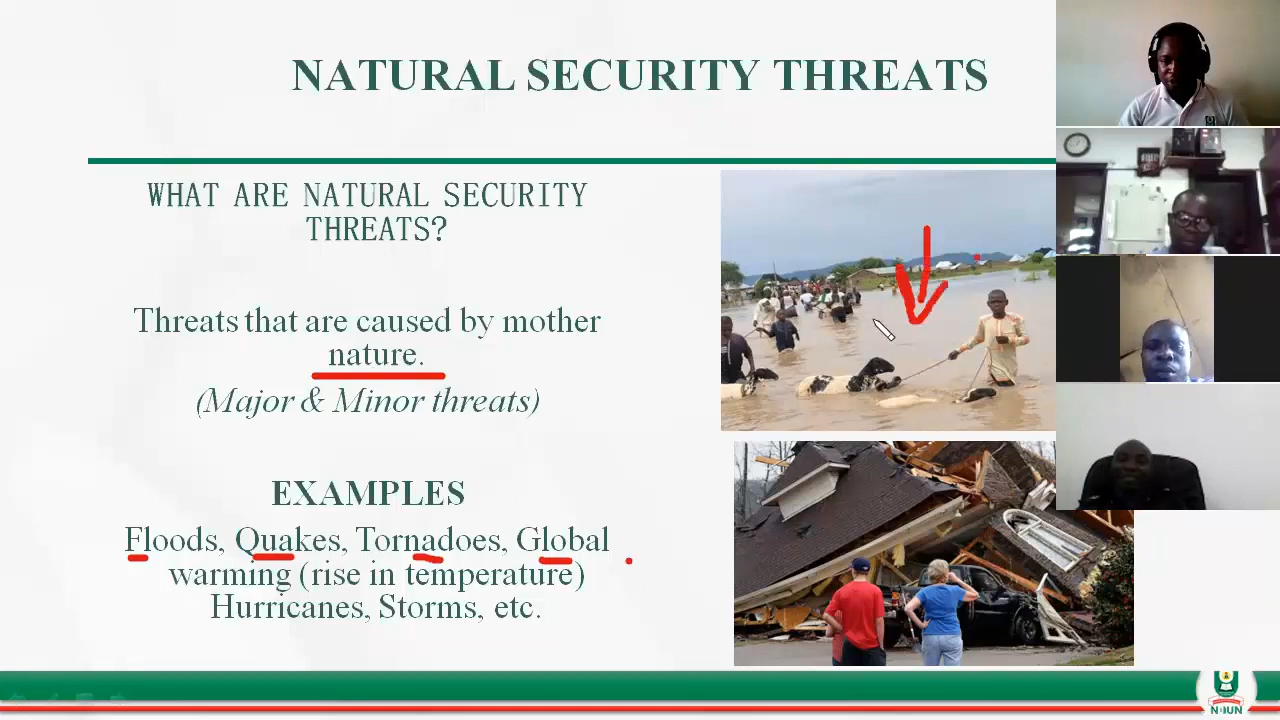 NATURAL SECURITY THREATS
WHAT ARE NATURAL SECURITY
THREATS?
Threats that are caused by mother
nature.
(Major & Minor threats)
EXAMPLES
Floods, Quakes, Tornadoes, Global
warming (rise in temperature)
Hurricanes, Storms, etc.
NOUN